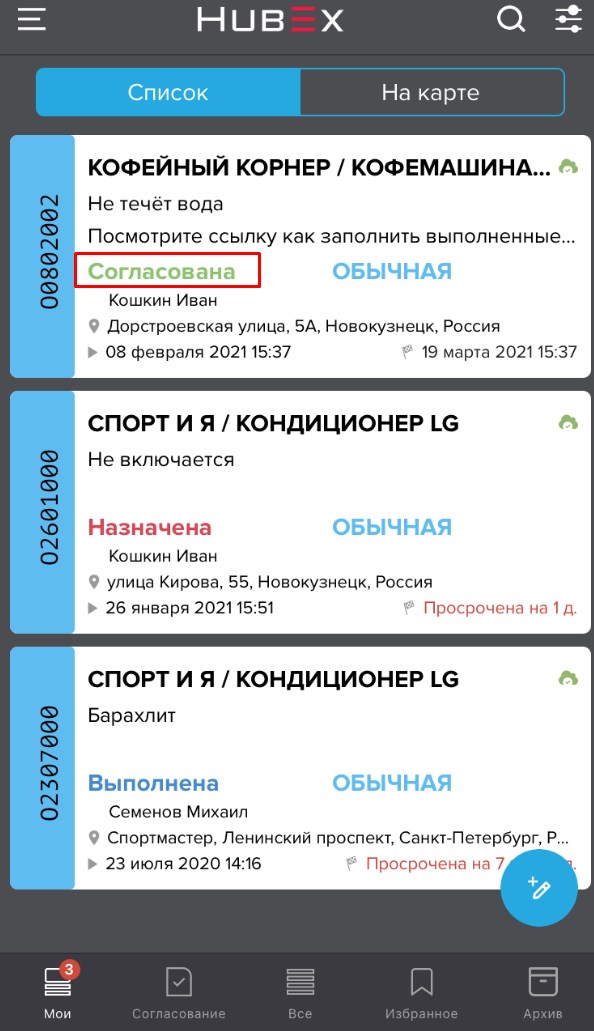 HUBEX
Список
На карте
О0802002
КОФЕЙНЫЙ КОРНЕР / КОФЕМАШИНА...
Не течёт вода
Посмотрите ссылку как заполнить выполненные...
Согласована ОБЫЧНАЯ
Кошкин Иван
Дорстроевская улица, 5А, Новокузнецк, Россия
08 февраля 2021 15:37 19 марта 2021 15:37
О2601000
СПОРТ И Я / КОНДИЦИОНЕР LG
Не включается
Назначена ОБЫЧНАЯ
Кошкин Иван
улица Кирова, 55, Новокузнецк, Россия
26 января 2021 15:51 Просрочена на 1 д.
О2307000
СПОРТ И Я / КОНДИЦИОНЕР LG
Барахлит
Выполнена ОБЫЧНАЯ
Семенов Михаил
Спортмастер, Ленинский проспект, Санкт-Петербург, Р...
23 июля 2020 14:16 Просрочена на 7
3
Мои
Согласование
Все
Избранное
Архив